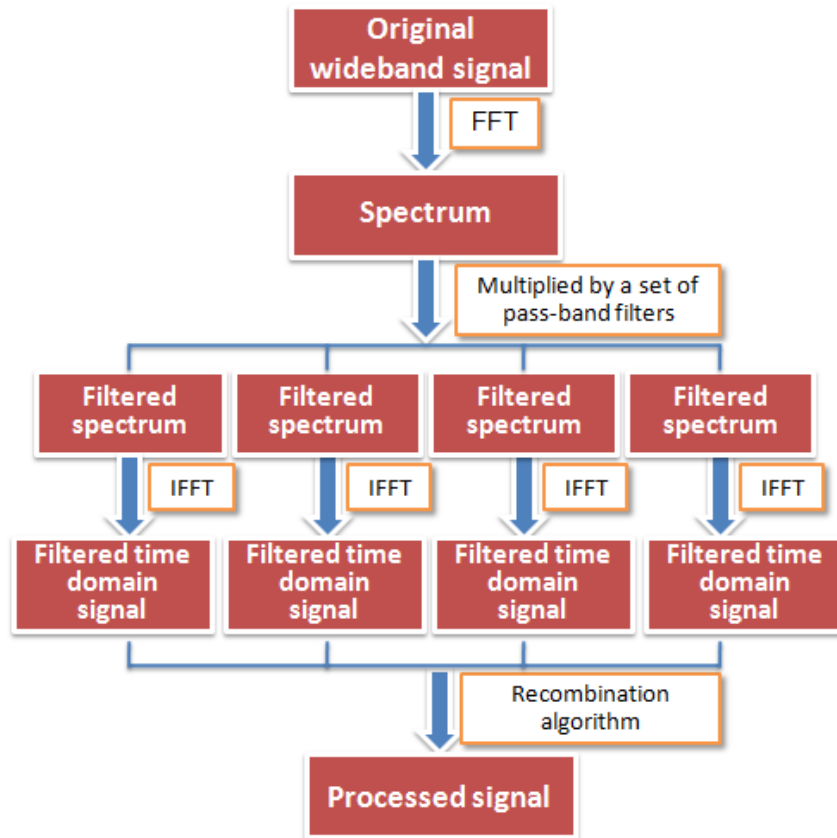 Original
wideband signal
FFT
Spectrum
Multiplied by a set of
pass-band filters
Filtered
spectrum
Filtered
spectrum
Filtered
spectrum
Filtered
spectrum
IFFT
IFFT
IFFT
IFFT
Filtered time
domain
signal
Filtered time
domain
signal
Filtered time
domain
signal
Filtered time
domain
signal
Recombination
algorithm
Processed signal